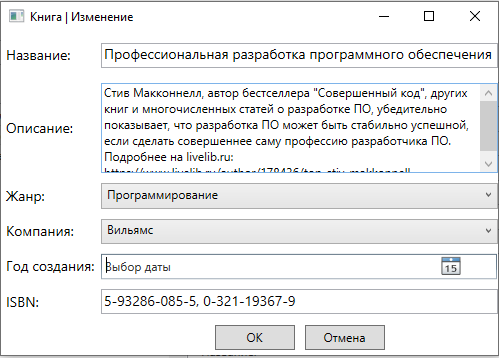 Книга | Изменение
Название: Профессиональная разработка программного обеспечения
Описание:
Стив Макконнелл, автор бестселлера "Совершенный код", других
книг и многочисленных статей о разработке ПО, убедительно
показывает, что разработка ПО может быть стабильно успешной,
если сделать совершеннее саму профессию разработчика ПО.
Подробнее на livelib.ru:
Жанр: Программирование
Компания: Вильямс
Год создания: Выбор даты 15
ISBN: 5-93286-085-5, 0-321-19367-9
OK Отмена